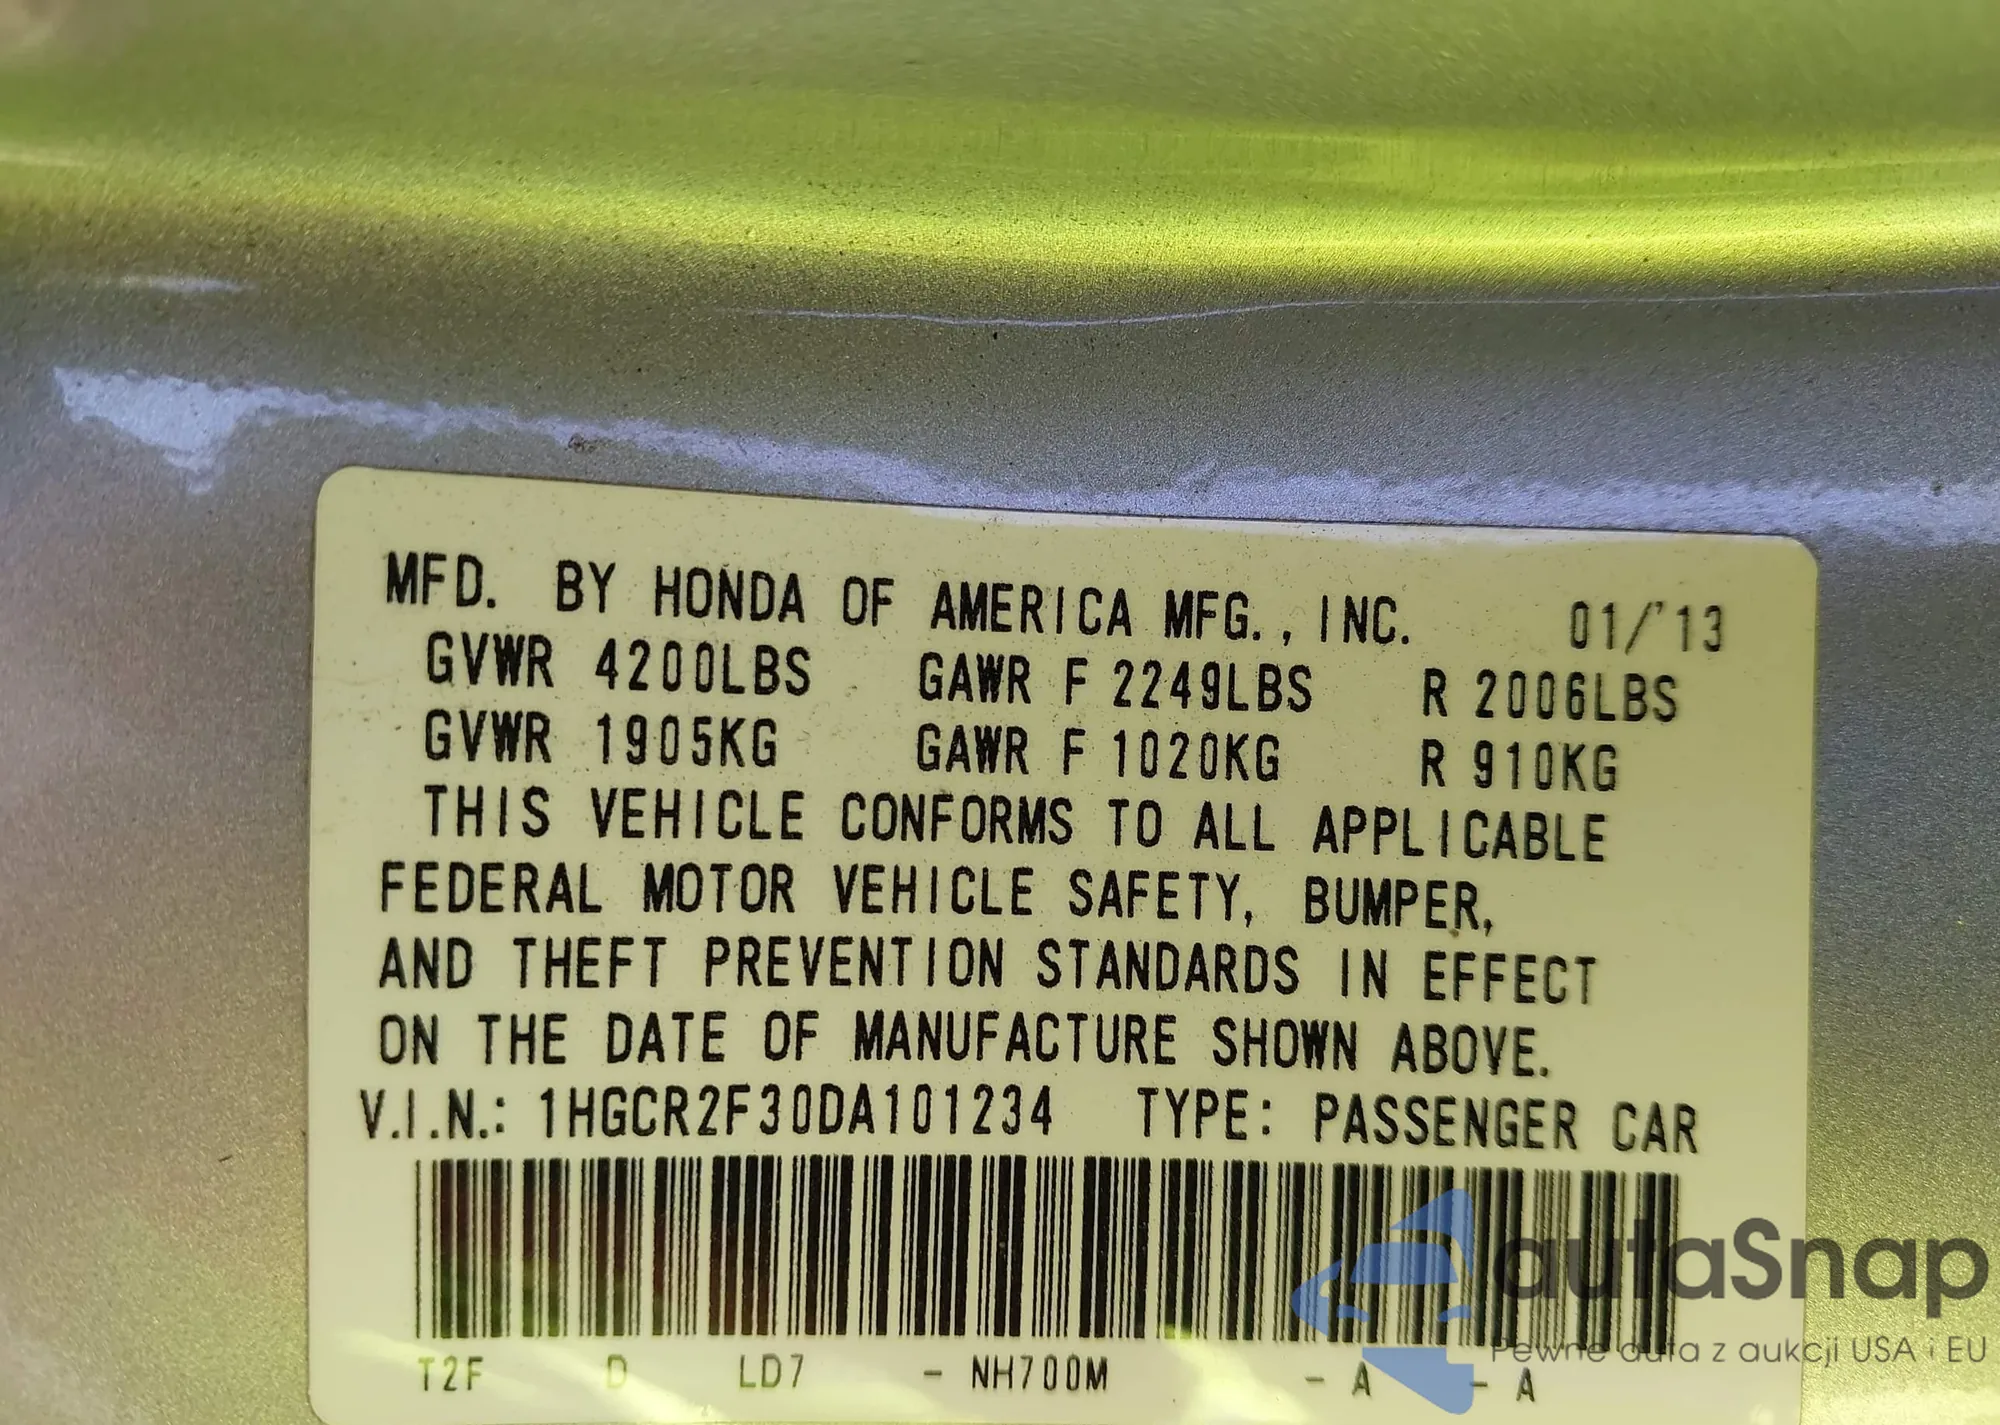 MFD. BY HONDA OF AMERICA MFG., INC. 01/'13
GVWR 4200LBS GAWR F 2249LBS R 2006LBS
GVWR 1905KG GAWR F 1020KG R 910KG
THIS VEHICLE CONFORMS TO ALL APPLICABLE
FEDERAL MOTOR VEHICLE SAFETY, BUMPER,
AND THEFT PREVENTION STANDARDS IN EFFECT
ON THE DATE OF MANUFACTURE SHOWN ABOVE.
V.I.N.: 1HGCR2F30DA101234 TYPE: PASSENGER CAR
T2F D LD7 - NH700M - A - A
autaSnap
Pewne auta z aukcji USA i EU